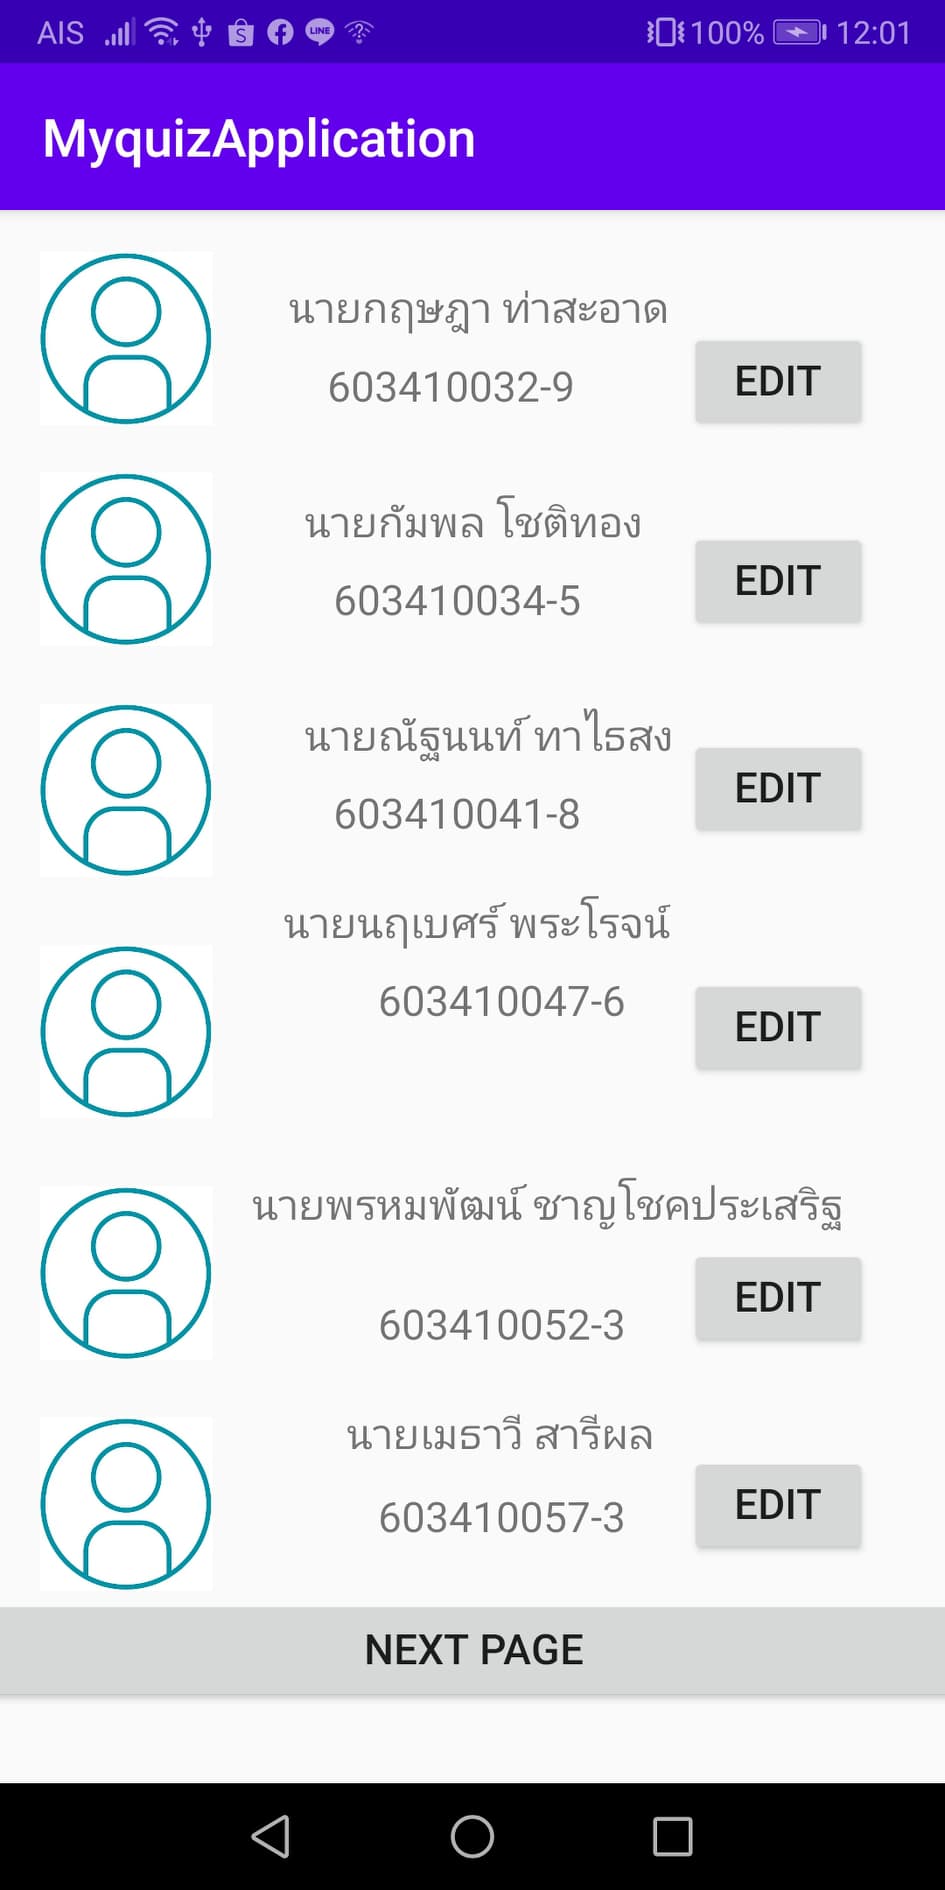 AIS 100% 12:01
MyquizApplication
นายกฤษฎา ท่าสะอาด
603410032-9
EDIT
นายกัมพล โชติทอง
603410034-5
EDIT
นายณัฐนนท์ ทาไธสง
603410041-8
EDIT
นายนฤเบศร์ พระโรจน์
603410047-6
EDIT
นายพรหมพัฒน์ ชาญโชคประเสริฐ
603410052-3
EDIT
นายเมธาวี สารีผล
603410057-3
EDIT
NEXT PAGE